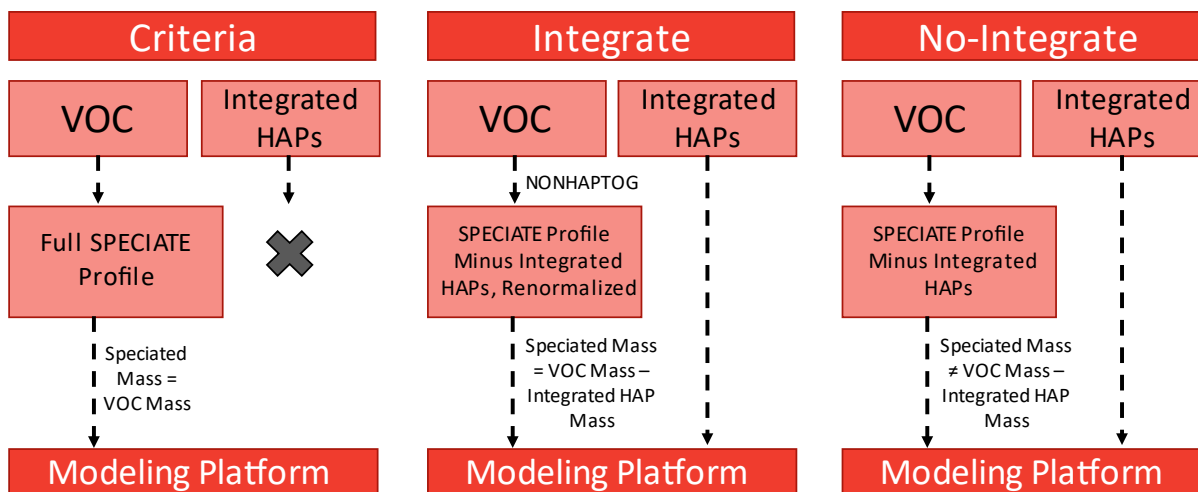 Criteria
VOC
Integrated
HAPs
Full SPECIATE
Profile
Speciated
Mass =
VOC Mass
Modeling Platform
Integrate
VOC
Integrated
HAPs
NONHAPTOG
SPECIATE Profile
Minus Integrated
HAPs, Renormalized
Speciated Mass
= VOC Mass –
Integrated HAP
Mass
Modeling Platform
No-Integrate
VOC
Integrated
HAPs
SPECIATE Profile
Minus Integrated
HAPs
Speciated Mass
≠ VOC Mass –
Integrated HAP
Mass
Modeling Platform